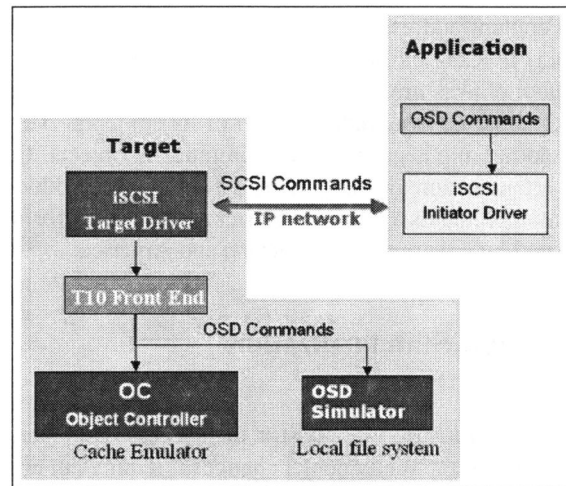 Application
OSD Commands
iSCSI
Initiator Driver
Target
iSCSI
Target Driver
SCSI Commands
IP network
T10 Front End
OSD Commands
OC
Object Controller
Cache Emulator
OSD
Simulator
Local file system